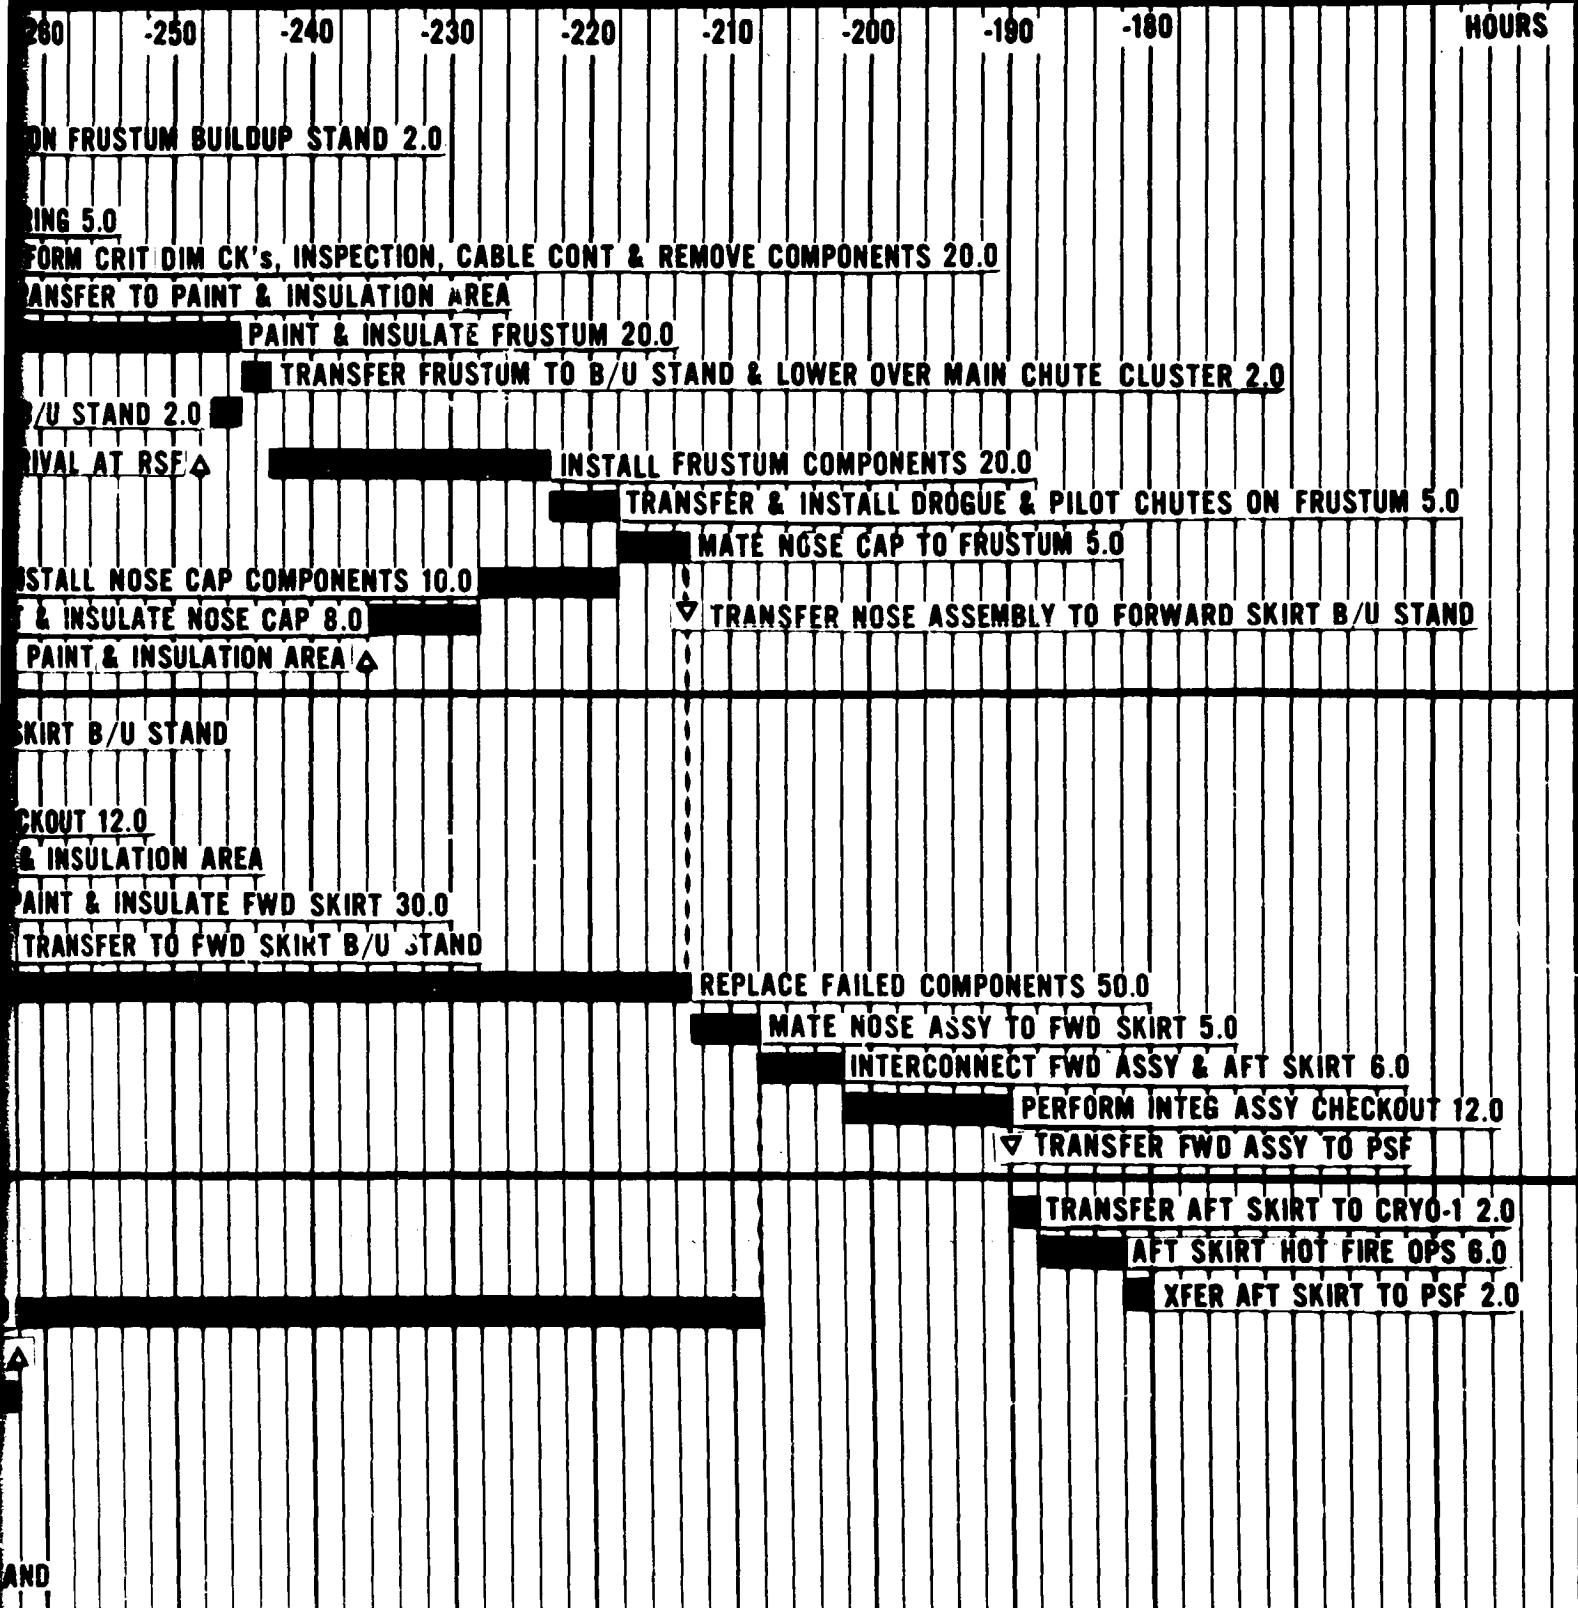 260 -250 -240 -230 -220 -210 -200 -190 -180 HOURS
ON FRUSTUM BUILDUP STAND 2.0
RING 5.0
FORM CRIT DIM CK's, INSPECTION, CABLE CONT & REMOVE COMPONENTS 20.0
ANSFER TO PAINT & INSULATION AREA
PAINT & INSULATE FRUSTUM 20.0
TRANSFER FRUSTUM TO B/U STAND & LOWER OVER MAIN CHUTE CLUSTER 2.0
B/U STAND 2.0
RIVAL AT RSF
INSTALL FRUSTUM COMPONENTS 20.0
TRANSFER & INSTALL DROGUE & PILOT CHUTES ON FRUSTUM 5.0
MATE NOSE CAP TO FRUSTUM 5.0
STALL NOSE CAP COMPONENTS 10.0
T & INSULATE NOSE CAP 8.0
TRANSFER NOSE ASSEMBLY TO FORWARD SKIRT B/U STAND
PAINT & INSULATION AREA
SKIRT B/U STAND
CKOUT 12.0
& INSULATION AREA
PAINT & INSULATE FWD SKIRT 30.0
TRANSFER TO FWD SKIRT B/U STAND
REPLACE FAILED COMPONENTS 50.0
MATE NOSE ASSY TO FWD SKIRT 5.0
INTERCONNECT FWD ASSY & AFT SKIRT 6.0
PERFORM INTEG ASSY CHECKOUT 12.0
TRANSFER FWD ASSY TO PSF
TRANSFER AFT SKIRT TO CRYO-1 2.0
AFT SKIRT HOT FIRE OPS 6.0
XFER AFT SKIRT TO PSF 2.0
AND